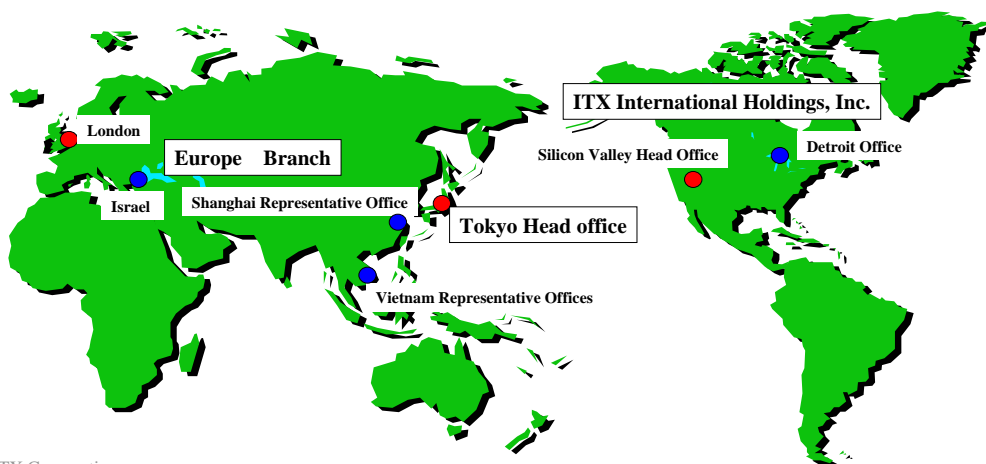 ITX International Holdings, Inc.
London
Detroit Office
Europe Branch
Silicon Valley Head Office
Israel
Shanghai Representative Office
Tokyo Head office
Vietnam Representative Offices